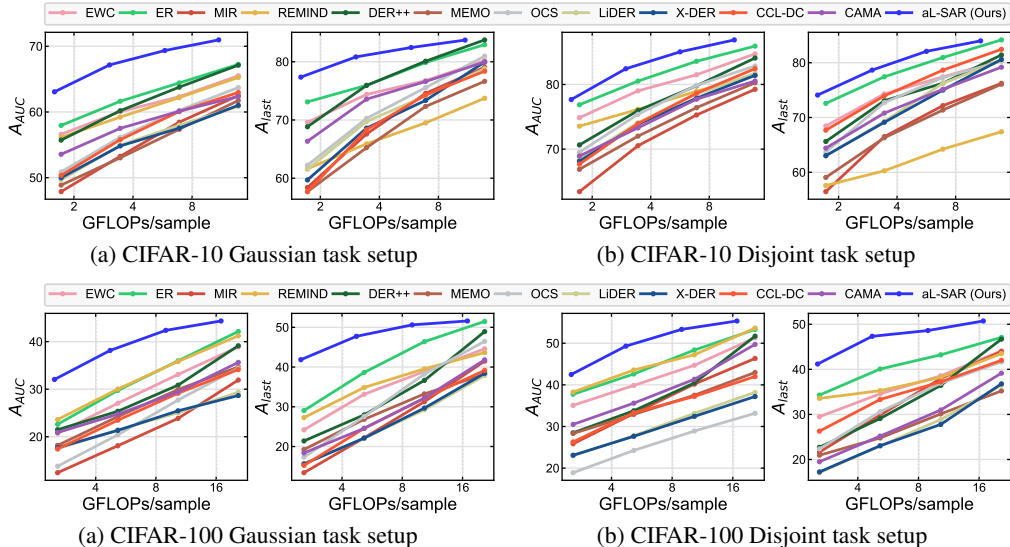 EWC ER MIR REMIND DER++ MEMO OCS LiDER X-DER CCL-DC CAMA aL-SAR (Ours)
70
60
50
A_AUC
2 4 8
GFLOPs/sample
80
70
60
A_last
2 4 8
GFLOPs/sample
(a) CIFAR-10 Gaussian task setup
80
70
A_AUC
2 4 8
GFLOPs/sample
80
70
60
A_last
2 4 8
GFLOPs/sample
(b) CIFAR-10 Disjoint task setup
EWC ER MIR REMIND DER++ MEMO OCS LiDER X-DER CCL-DC CAMA aL-SAR (Ours)
40
30
20
A_AUC
4 8 16
GFLOPs/sample
50
40
30
20
A_last
4 8 16
GFLOPs/sample
(a) CIFAR-100 Gaussian task setup
50
40
30
20
A_AUC
4 8 16
GFLOPs/sample
50
40
30
20
A_last
4 8 16
GFLOPs/sample
(b) CIFAR-100 Disjoint task setup